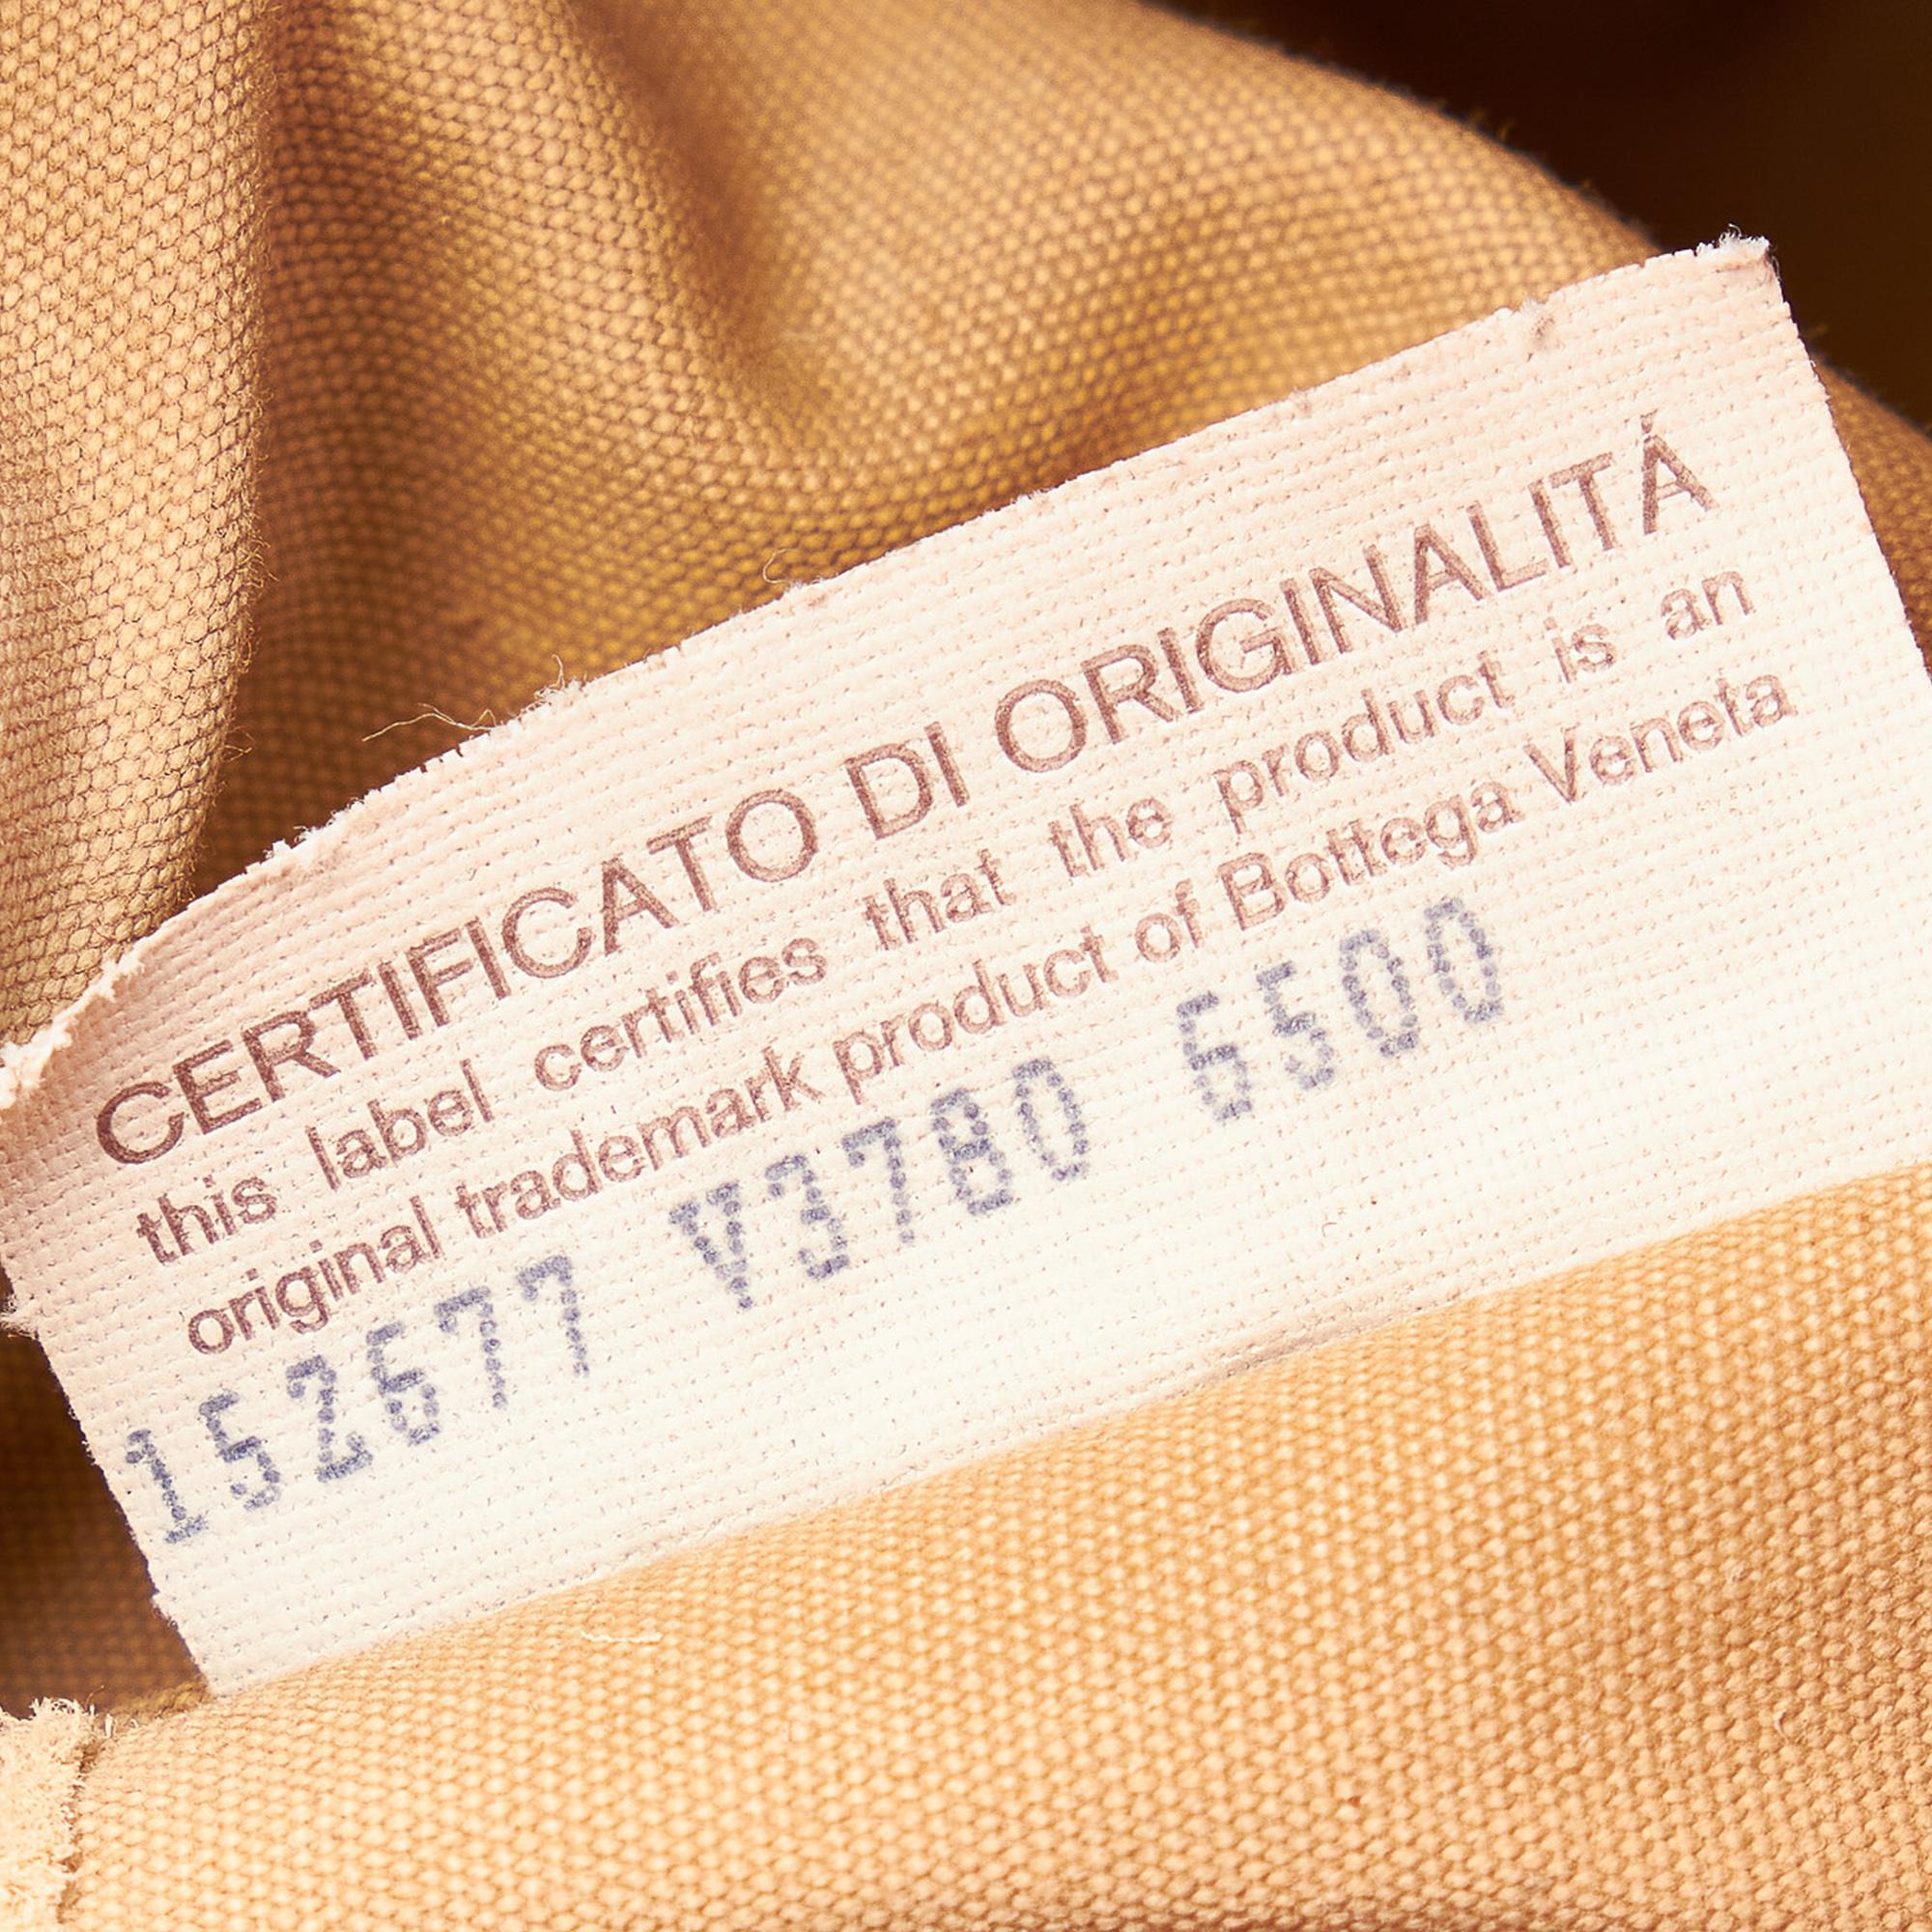 CERTIFICATO DI ORIGINALITÁ
this label certifies that the product is an
original trademark product of Bottega Veneta
152677 V3780 6500